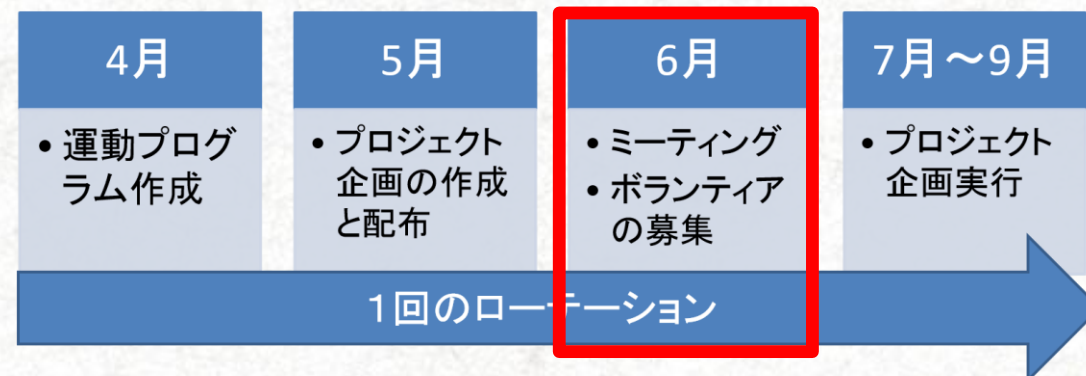 4月
• 運動プログ
ラム作成
5月
• プロジェクト
企画の作成
と配布
6月
• ミーティング
• ボランティア
の募集
7月～9月
• プロジェクト
企画実行
1回のローテーション